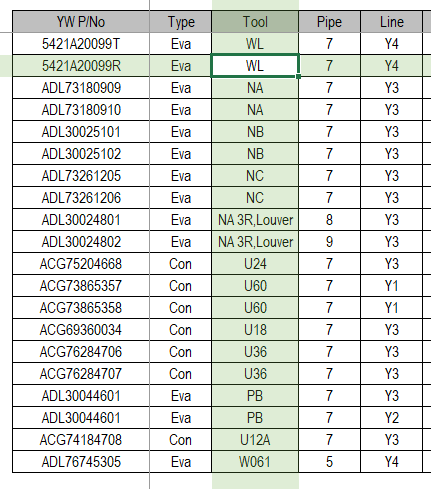 YW P/No Type Tool Pipe Line
5421A20099T Eva WL 7 Y4
5421A20099R Eva WL 7 Y4
ADL73180909 Eva NA 7 Y3
ADL73180910 Eva NA 7 Y3
ADL30025101 Eva NB 7 Y3
ADL30025102 Eva NB 7 Y3
ADL73261205 Eva NC 7 Y3
ADL73261206 Eva NC 7 Y3
ADL30024801 Eva NA 3R,Louver 8 Y3
ADL30024802 Eva NA 3R,Louver 9 Y3
ACG75204668 Con U24 7 Y3
ACG73865357 Con U60 7 Y1
ACG73865358 Con U60 7 Y1
ACG69360034 Con U18 7 Y3
ACG76284706 Con U36 7 Y3
ACG76284707 Con U36 7 Y3
ADL30044601 Eva PB 7 Y3
ADL30044601 Eva PB 7 Y2
ACG74184708 Con U12A 7 Y3
ADL76745305 Eva W061 5 Y4